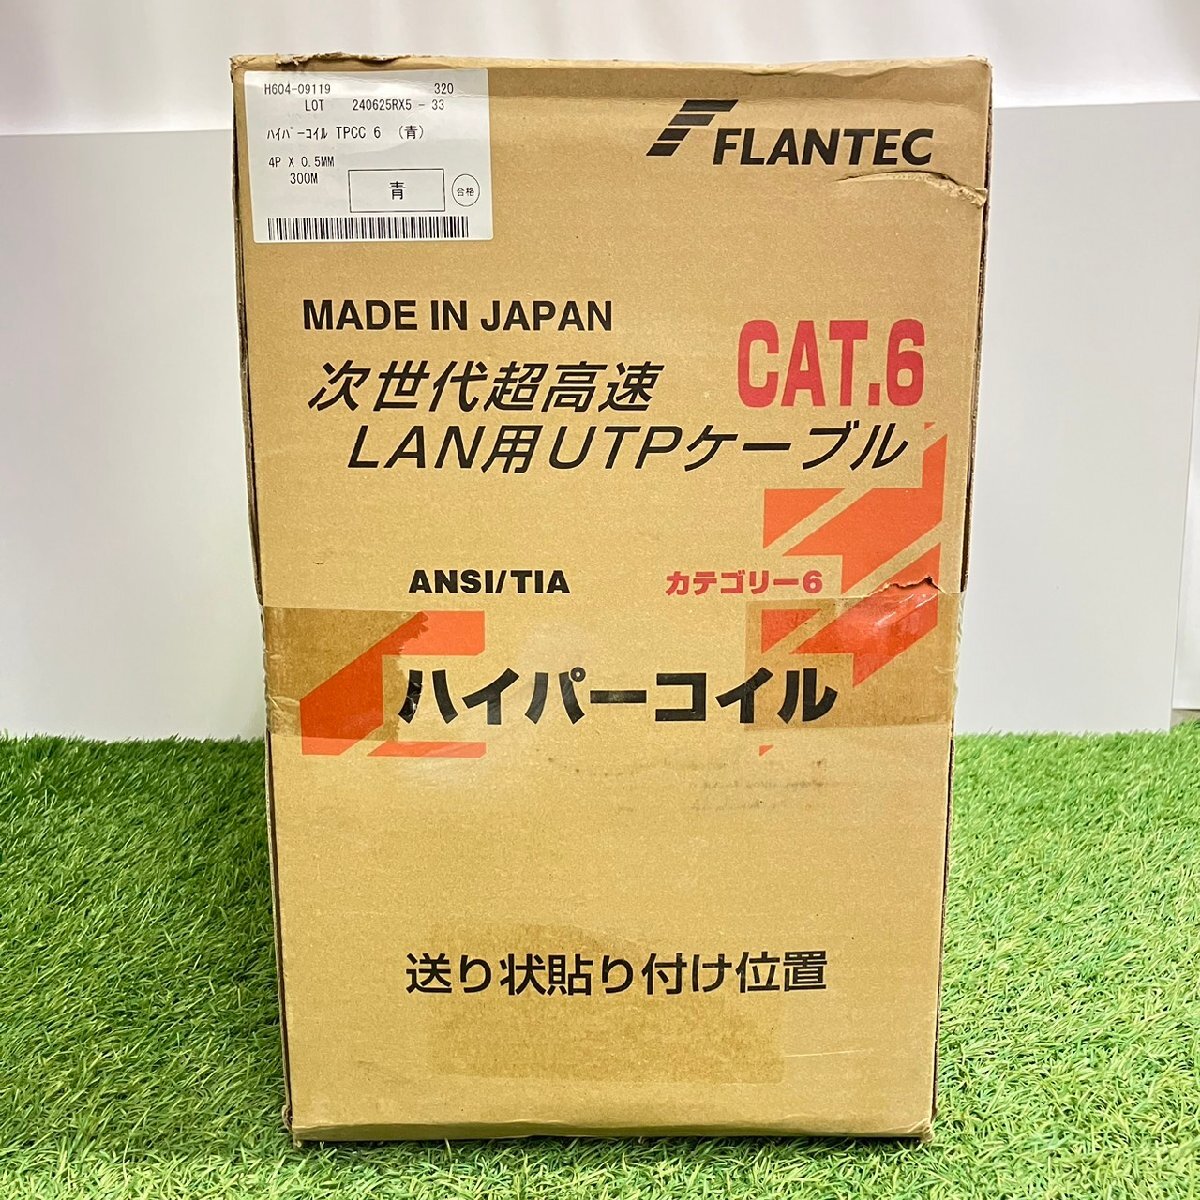 H604-09119 320
LOT 240625RX5 - 33
ﾊｲﾊﾟｰｺｲﾙ TPCC 6 (青)
4P X 0.5MM
300M
青
合格
FLANTEC
MADE IN JAPAN
CAT.6
次世代超高速
LAN用UTPケーブル
ANSI/TIA カテゴリー6
ハイパーコイル
送り状貼り付け位置